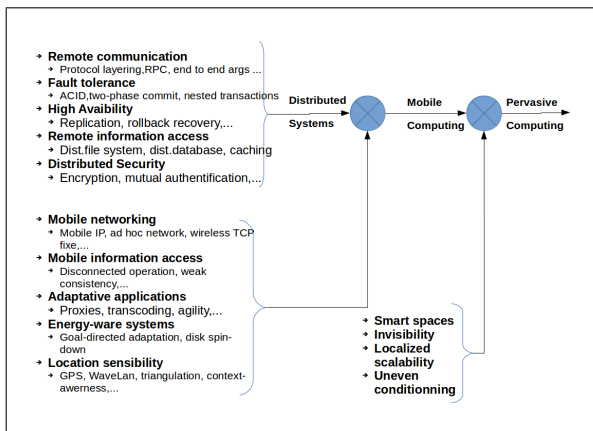 Remote communication
Protocol layering,RPC, end to end args ...
Fault tolerance
ACID,two-phase commit, nested transactions
High Avaibility
Replication, rollback recovery,...
Remote information access
Dist.file system, dist.database, caching
Distributed Security
Encryption, mutual authentification,...
Distributed
Systems
Mobile
Computing
Pervasive
Computing
Mobile networking
Mobile IP, ad hoc network, wireless TCP
fixe,...
Mobile information access
Disconnected operation, weak
consistency,...
Adaptative applications
Proxies, transcoding, agility,...
Energy-ware systems
Goal-directed adaptation, disk spin-
down
Location sensibility
GPS, WaveLan, triangulation, context-
awerness,...
Smart spaces
Invisibility
Localized
scalability
Uneven
conditionning